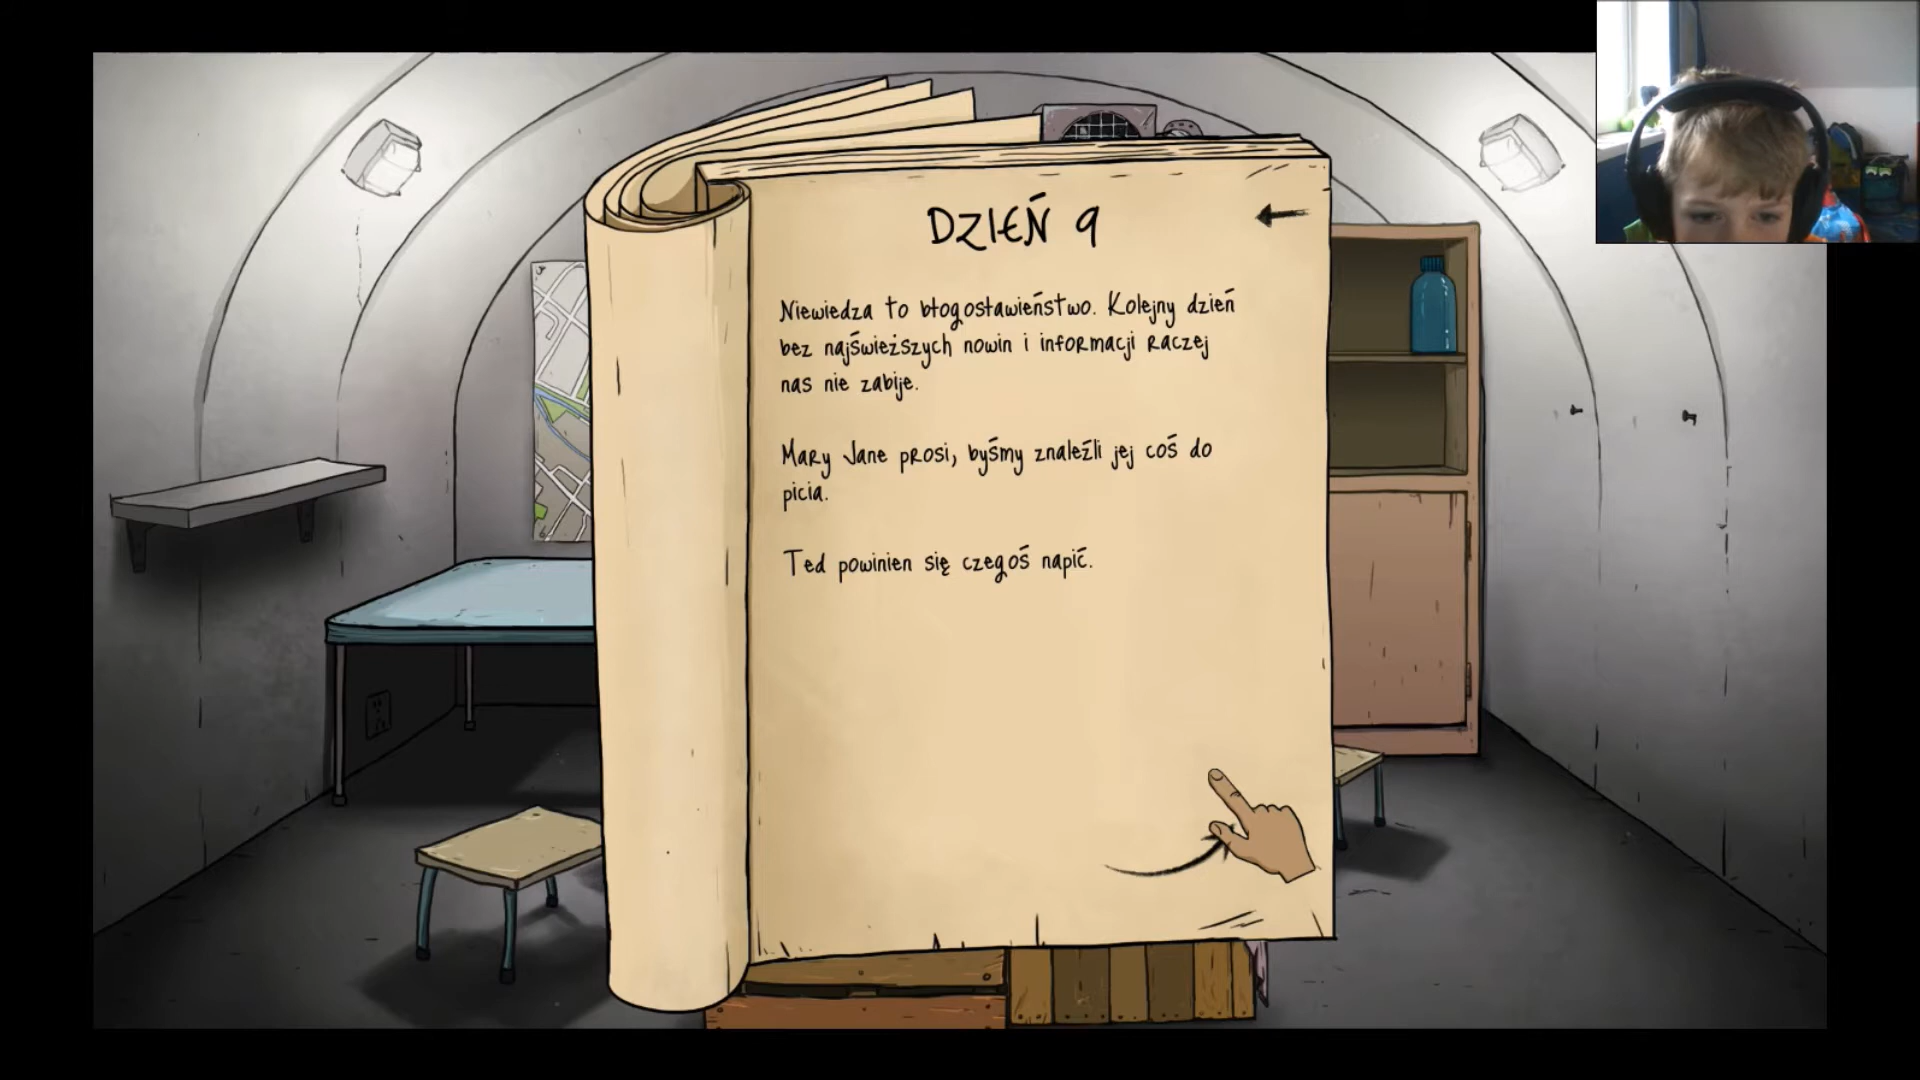 DZIEŃ 9
Niewiedza to błogosławieństwo. Kolejny dzień
bez najświeższych nowin i informacji raczej
nas nie zabije.
Mary Jane prosi, byśmy znaleźli jej coś do
picia.
Ted powinien się czegoś napić.